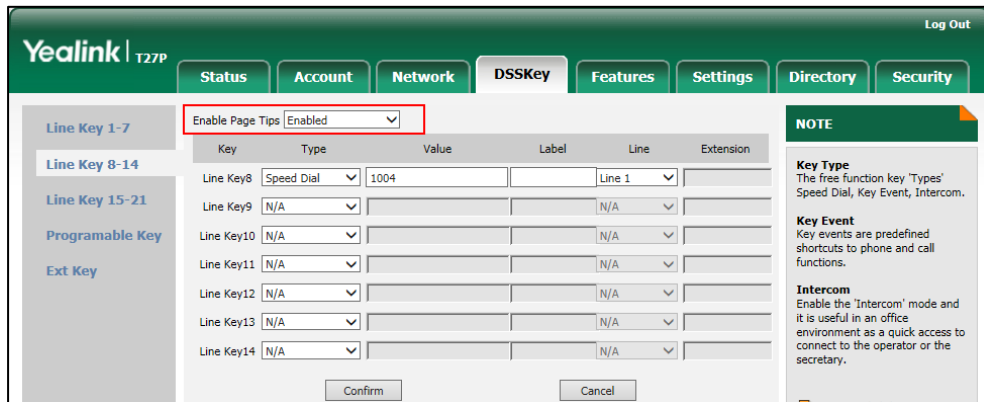 Log Out
Yealink T27P
Status Account Network DSSKey Features Settings Directory Security
Line Key 1-7
Line Key 8-14
Line Key 15-21
Programable Key
Ext Key
Enable Page Tips Enabled
Key Type Value Label Line Extension
Line Key8 Speed Dial 1004 Line 1
Line Key9 N/A N/A
Line Key10 N/A N/A
Line Key11 N/A N/A
Line Key12 N/A N/A
Line Key13 N/A N/A
Line Key14 N/A N/A
Confirm Cancel
NOTE
Key Type
The free function key 'Types'
Speed Dial, Key Event, Intercom.
Key Event
Key events are predefined
shortcuts to phone and call
functions.
Intercom
Enable the 'Intercom' mode and
it is useful in an office
environment as a quick access to
connect to the operator or the
secretary.